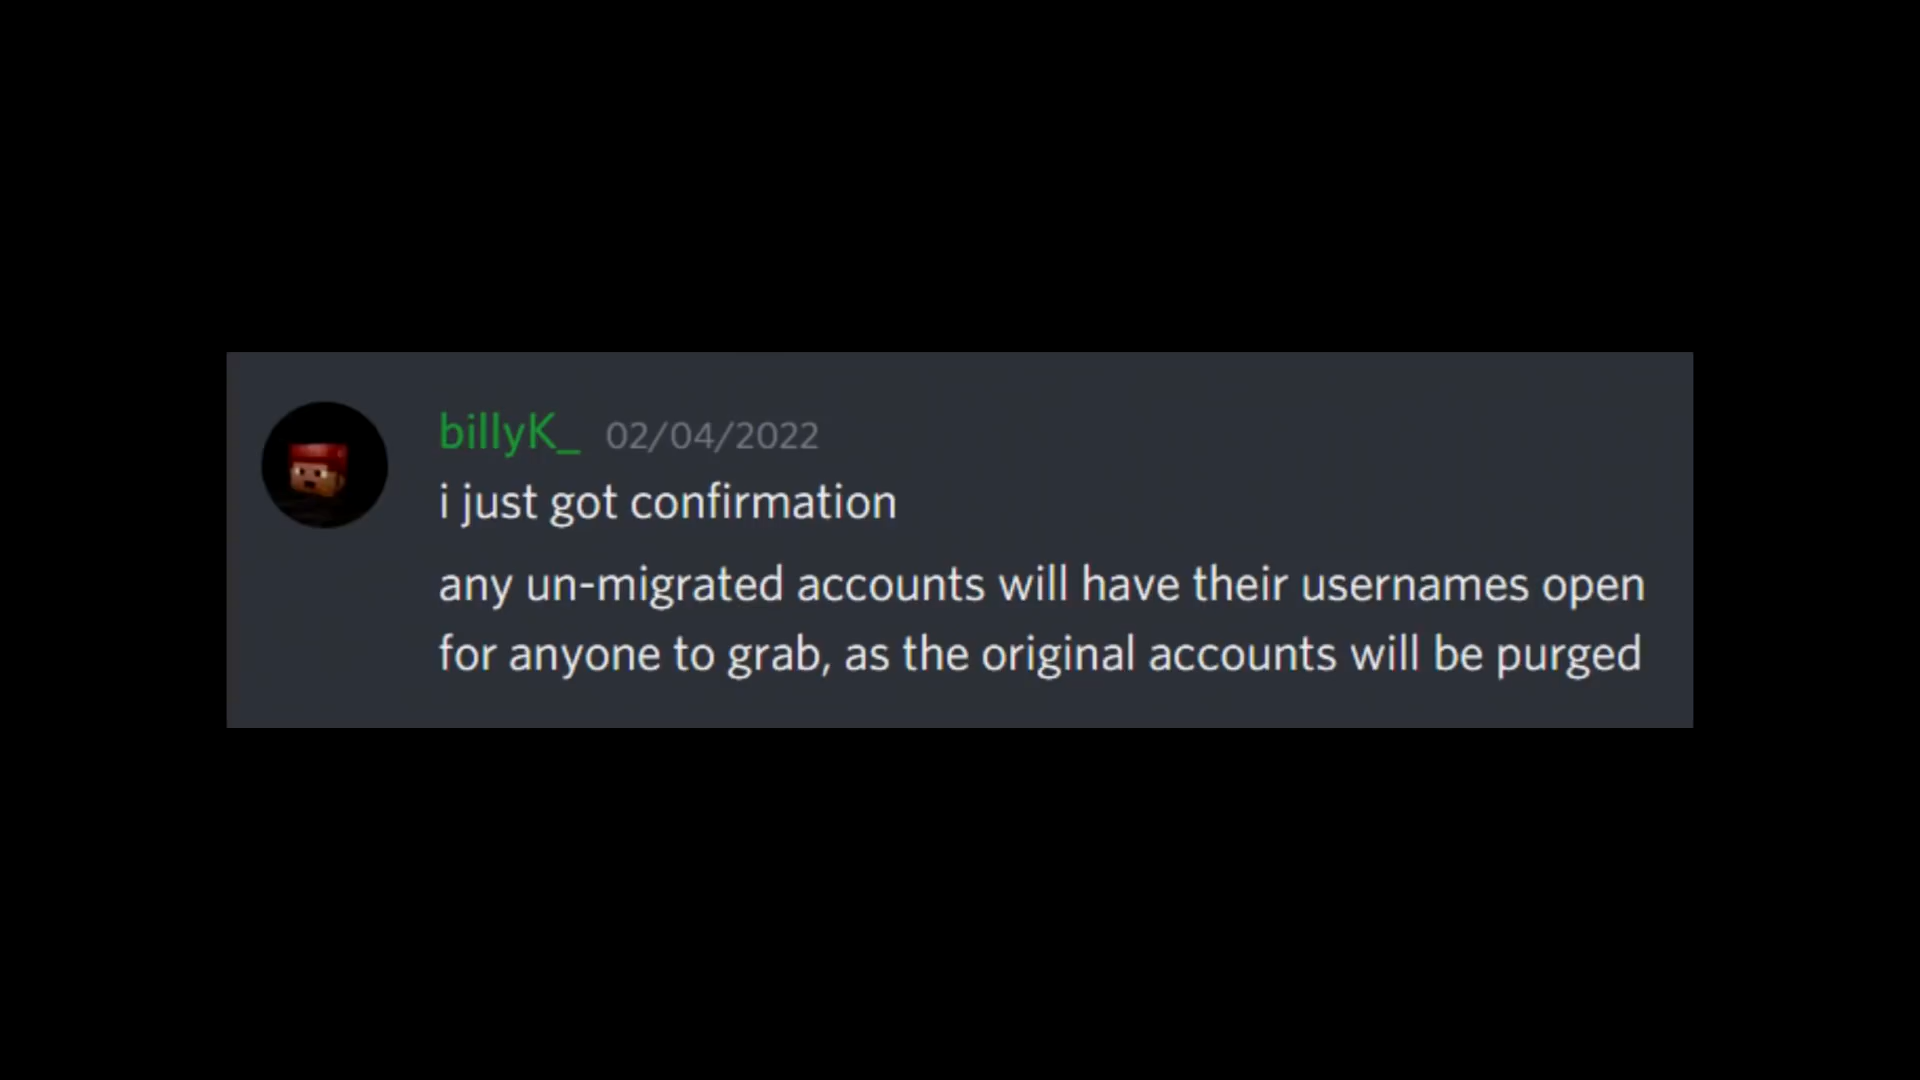 billyK_ 02/04/2022
i just got confirmation
any un-migrated accounts will have their usernames open
for anyone to grab, as the original accounts will be purged